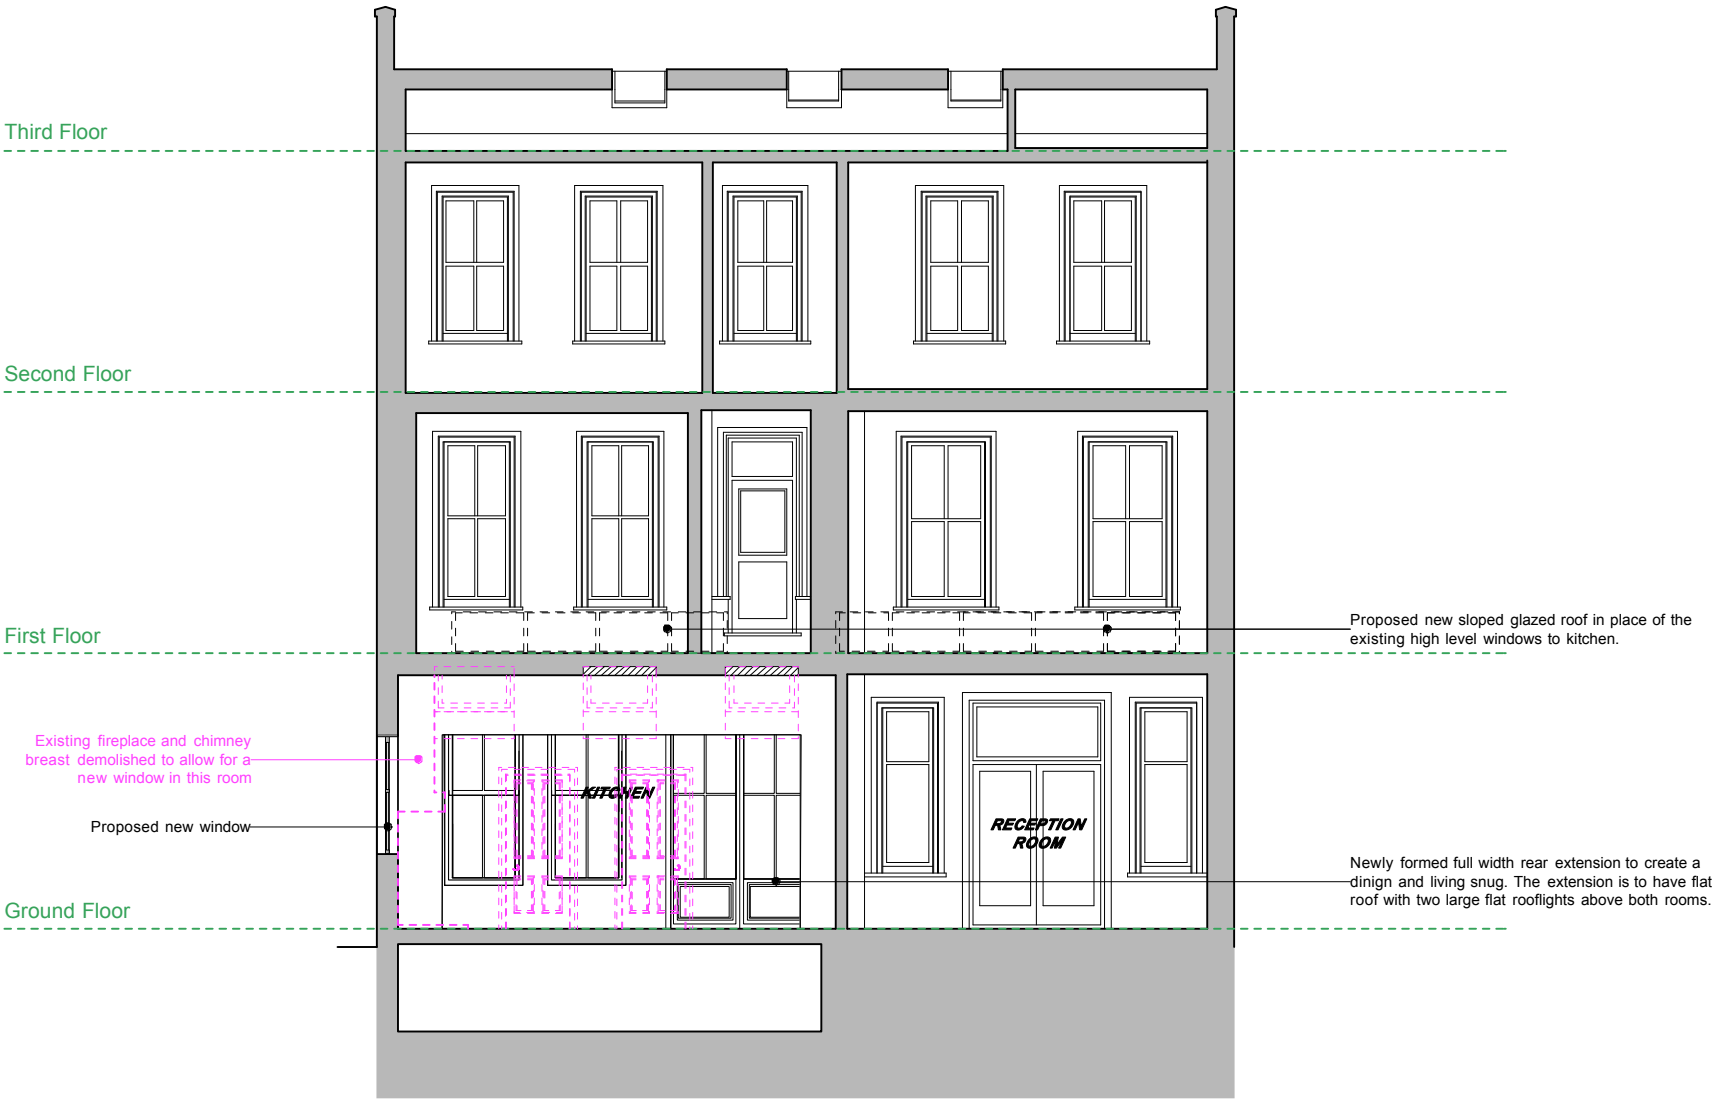 Third Floor
Second Floor
First Floor
Proposed new sloped glazed roof in place of the
existing high level windows to kitchen.
Existing fireplace and chimney
breast demolished to allow for a
new window in this room
KITCHEN
Proposed new window
RECEPTION
ROOM
Newly formed full width rear extension to create a
dinign and living snug. The extension is to have flat
roof with two large flat rooflights above both rooms.
Ground Floor